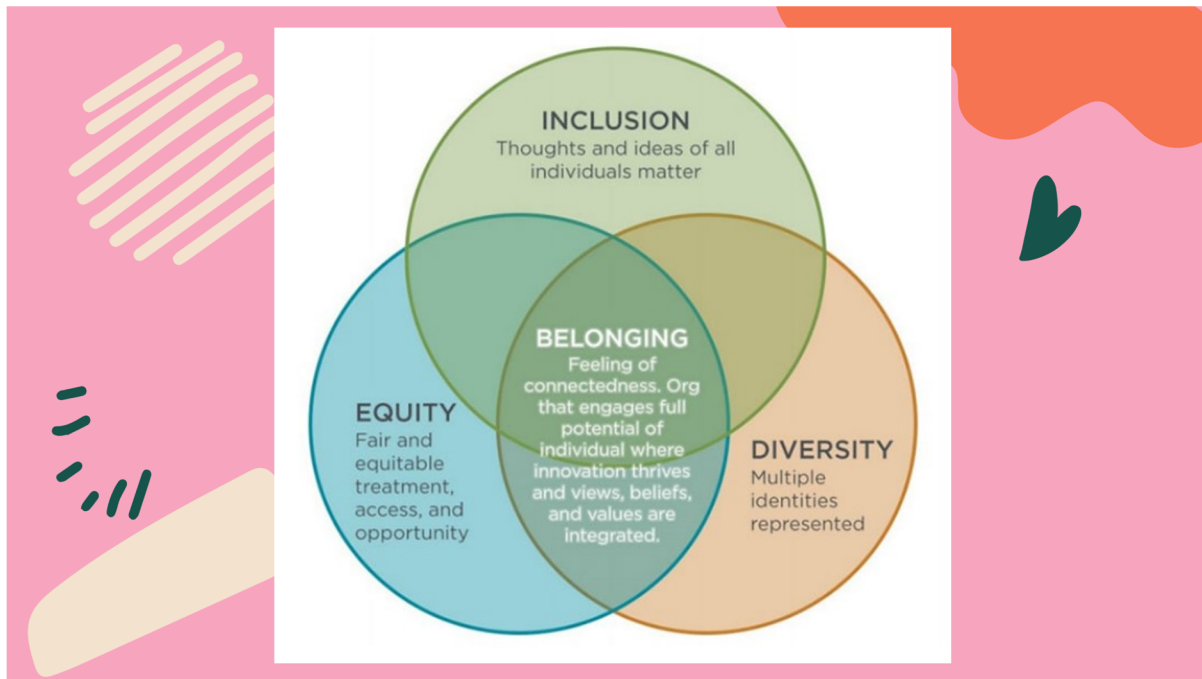 INCLUSION
Thoughts and ideas of all
individuals matter
BELONGING
Feeling of
connectedness. Org
that engages full
potential of
individual where
innovation thrives
and views, beliefs,
and values are
integrated.
EQUITY
Fair and
equitable
treatment,
access, and
opportunity
DIVERSITY
Multiple
identities
represented